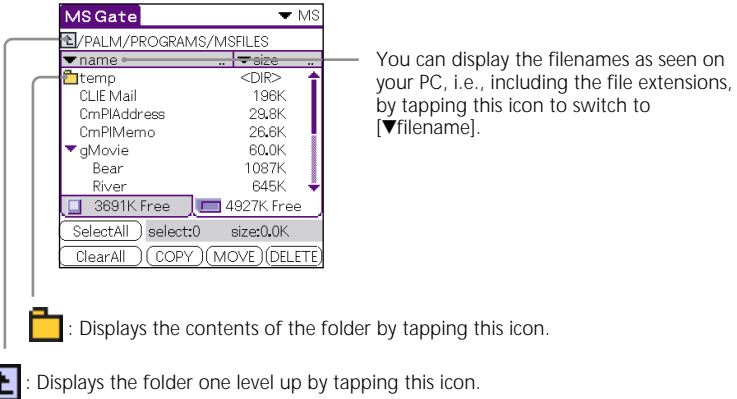 MS Gate ▼ MS
/PALM/PROGRAMS/MSFILES
▼ name .. ▼ size ..
temp <DIR>
CLIE Mail 196K
CmPlAddress 29.8K
CmPlMemo 26.6K
▼ gMovie 60.0K
Bear 1087K
River 645K
3691K Free 4927K Free
SelectAll select:0 size:0.0K
ClearAll COPY MOVE DELETE
You can display the filenames as seen on
your PC, i.e., including the file extensions,
by tapping this icon to switch to
[▼filename].
: Displays the contents of the folder by tapping this icon.
: Displays the folder one level up by tapping this icon.